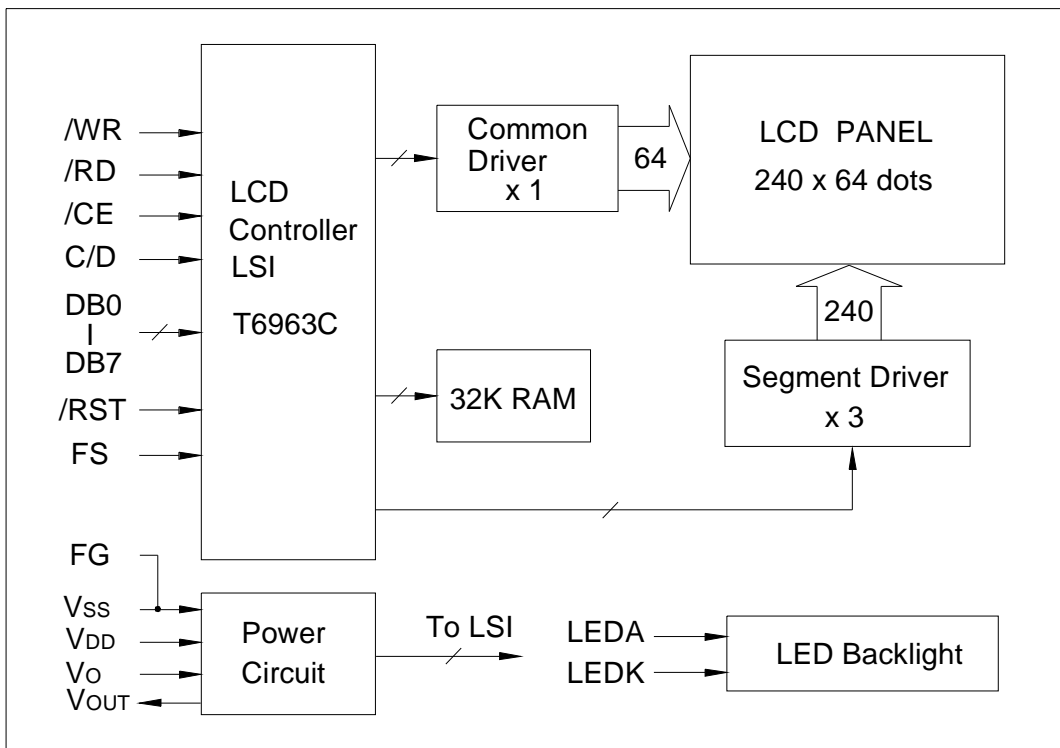 /WR
/RD
/CE
C/D
DB0
|
DB7
/RST
FS
LCD
Controller
LSI
T6963C
Common
Driver
x 1
64
LCD PANEL
240 x 64 dots
240
Segment Driver
x 3
32K RAM
FG
VSS
VDD
VO
VOUT
Power
Circuit
To LSI
LEDA
LEDK
LED Backlight